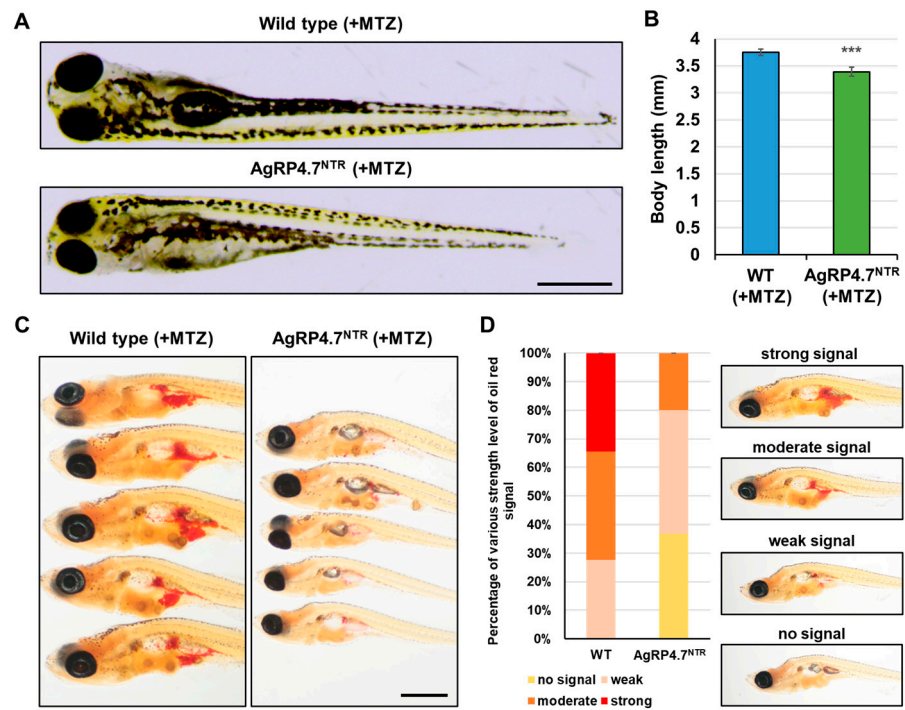 A
Wild type (+MTZ)
AgRP4.7NTR (+MTZ)
B
Body length (mm)
4
3.5
3
2.5
2
1.5
1
0.5
0
***
WT
(+MTZ)
AgRP4.7NTR
(+MTZ)
C
Wild type (+MTZ)
AgRP4.7NTR (+MTZ)
D
Percentage of various strength level of oil red
signal
100%
90%
80%
70%
60%
50%
40%
30%
20%
10%
0%
WT
AgRP4.7NTR
no signal
weak
moderate
strong
strong signal
moderate signal
weak signal
no signal